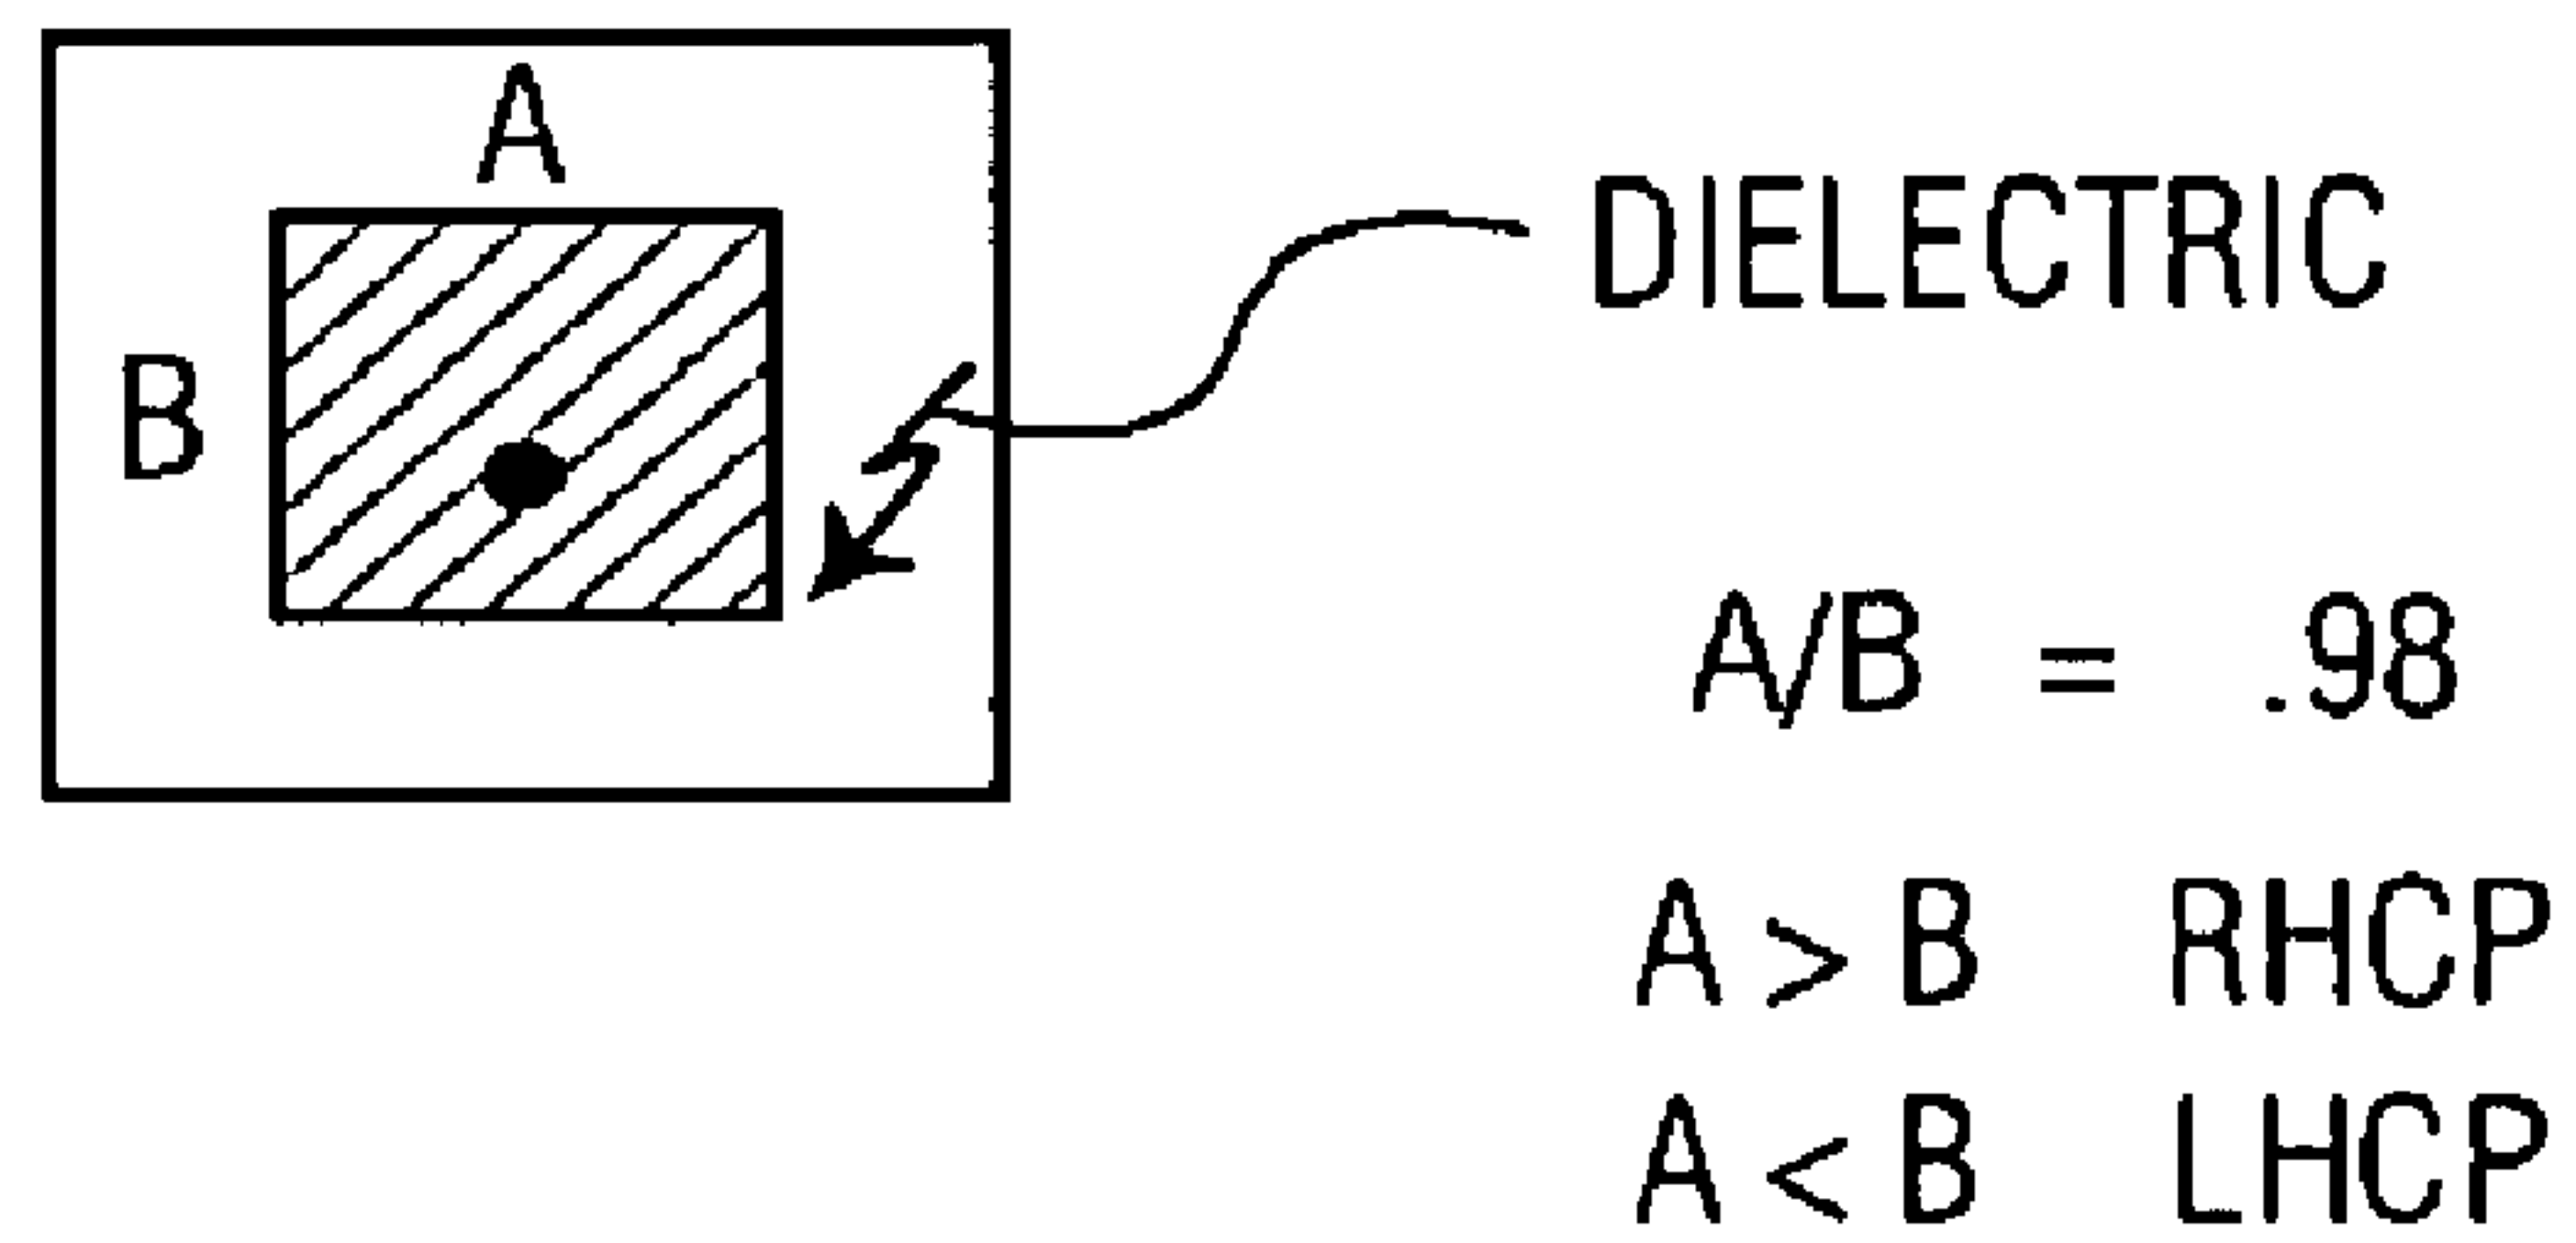 A
B
DIELECTRIC
A/B = .98
A > B RHCP
A < B LHCP